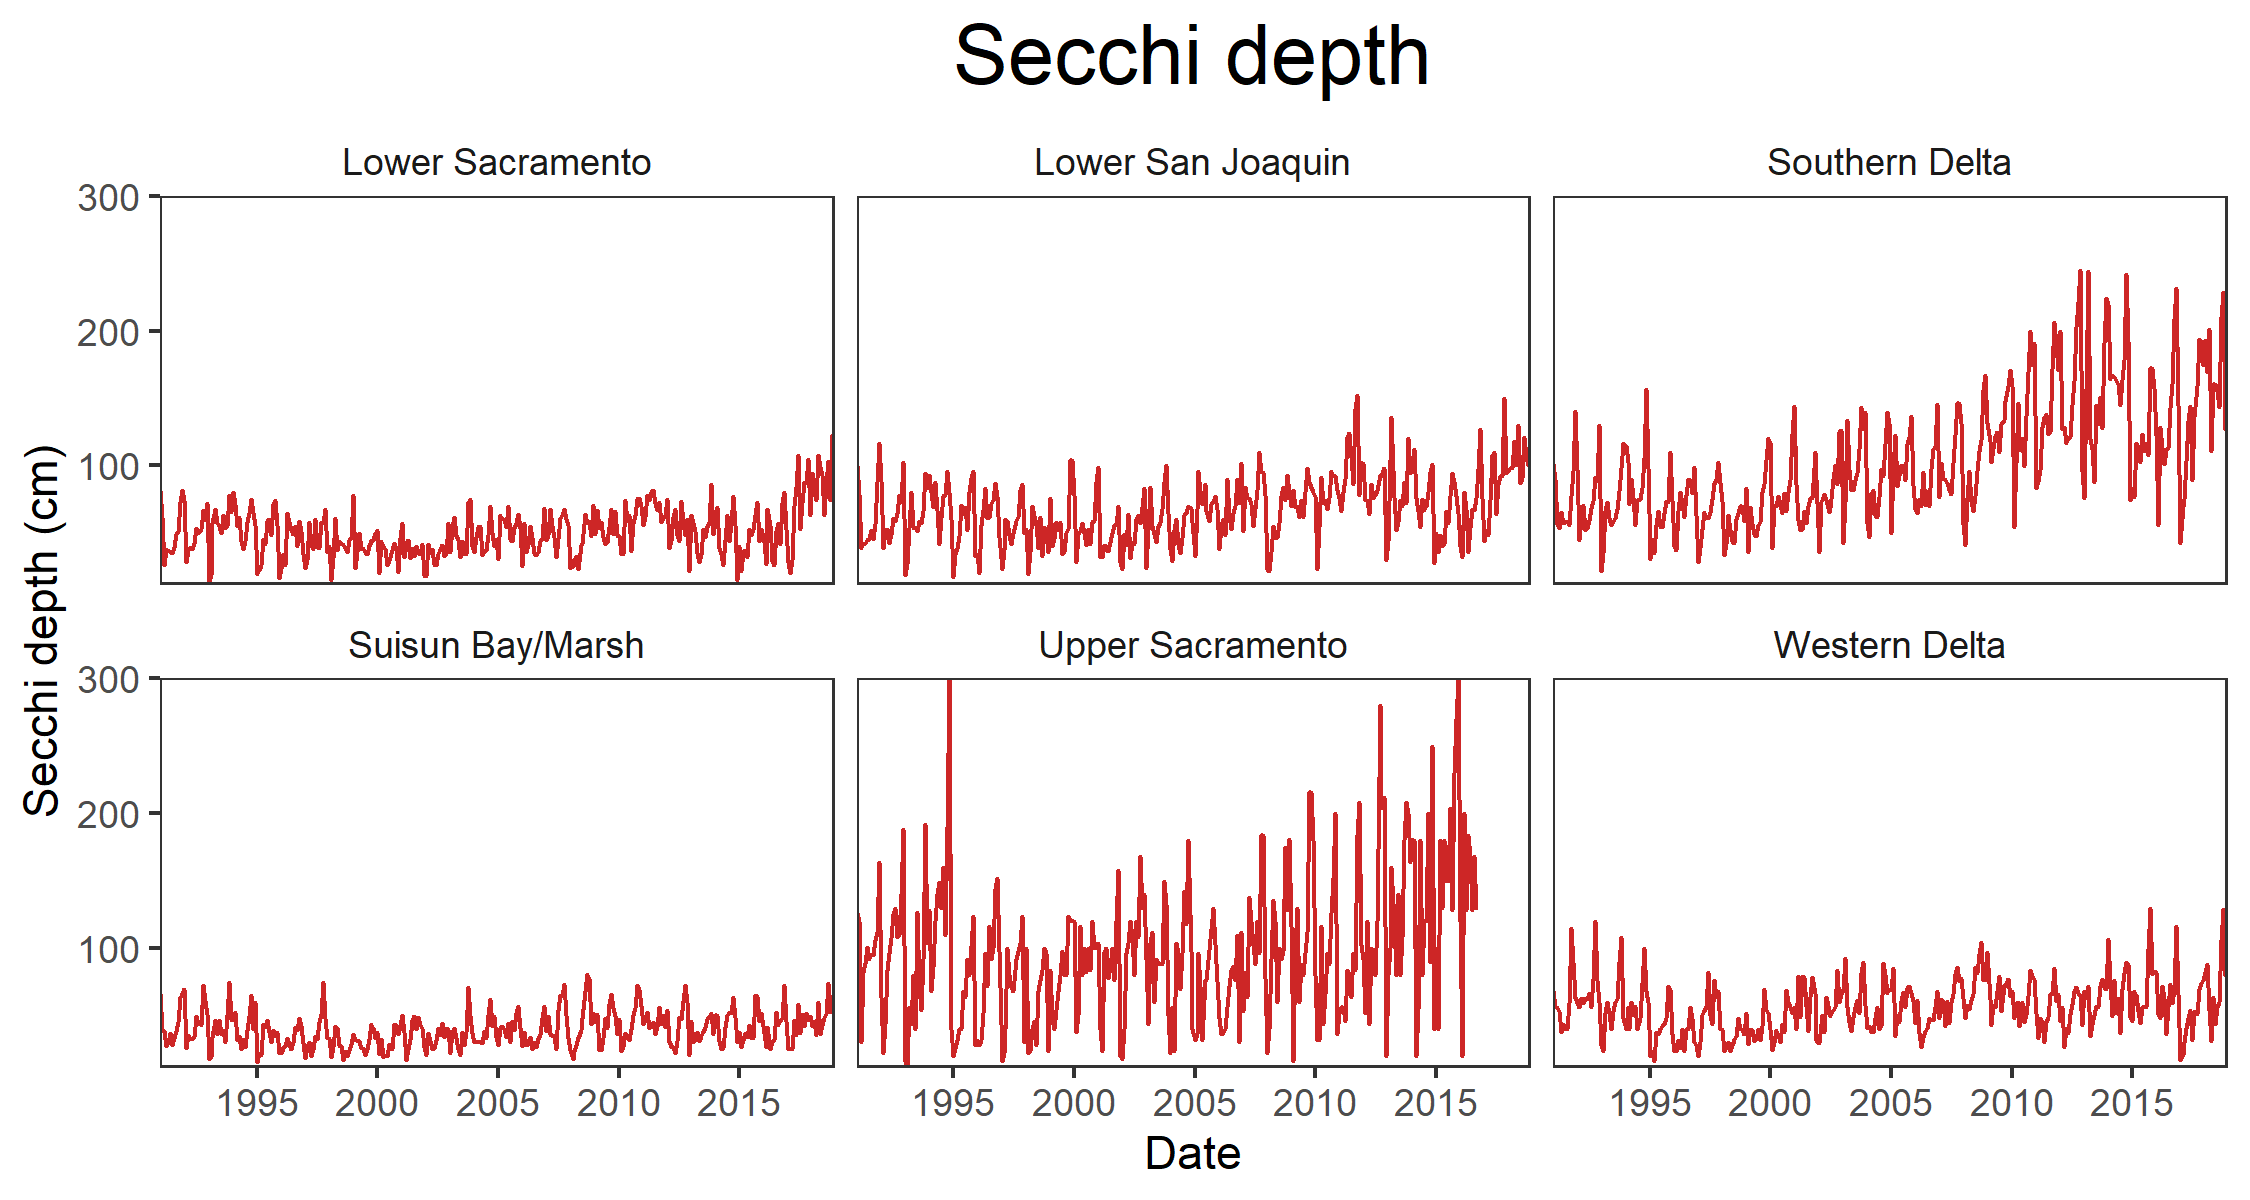 Secchi depth
Lower Sacramento
Lower San Joaquin
Southern Delta
300
200
100
Suisun Bay/Marsh
Upper Sacramento
Western Delta
300
200
100
Secchi depth (cm)
1995 2000 2005 2010 2015
1995 2000 2005 2010 2015
1995 2000 2005 2010 2015
Date